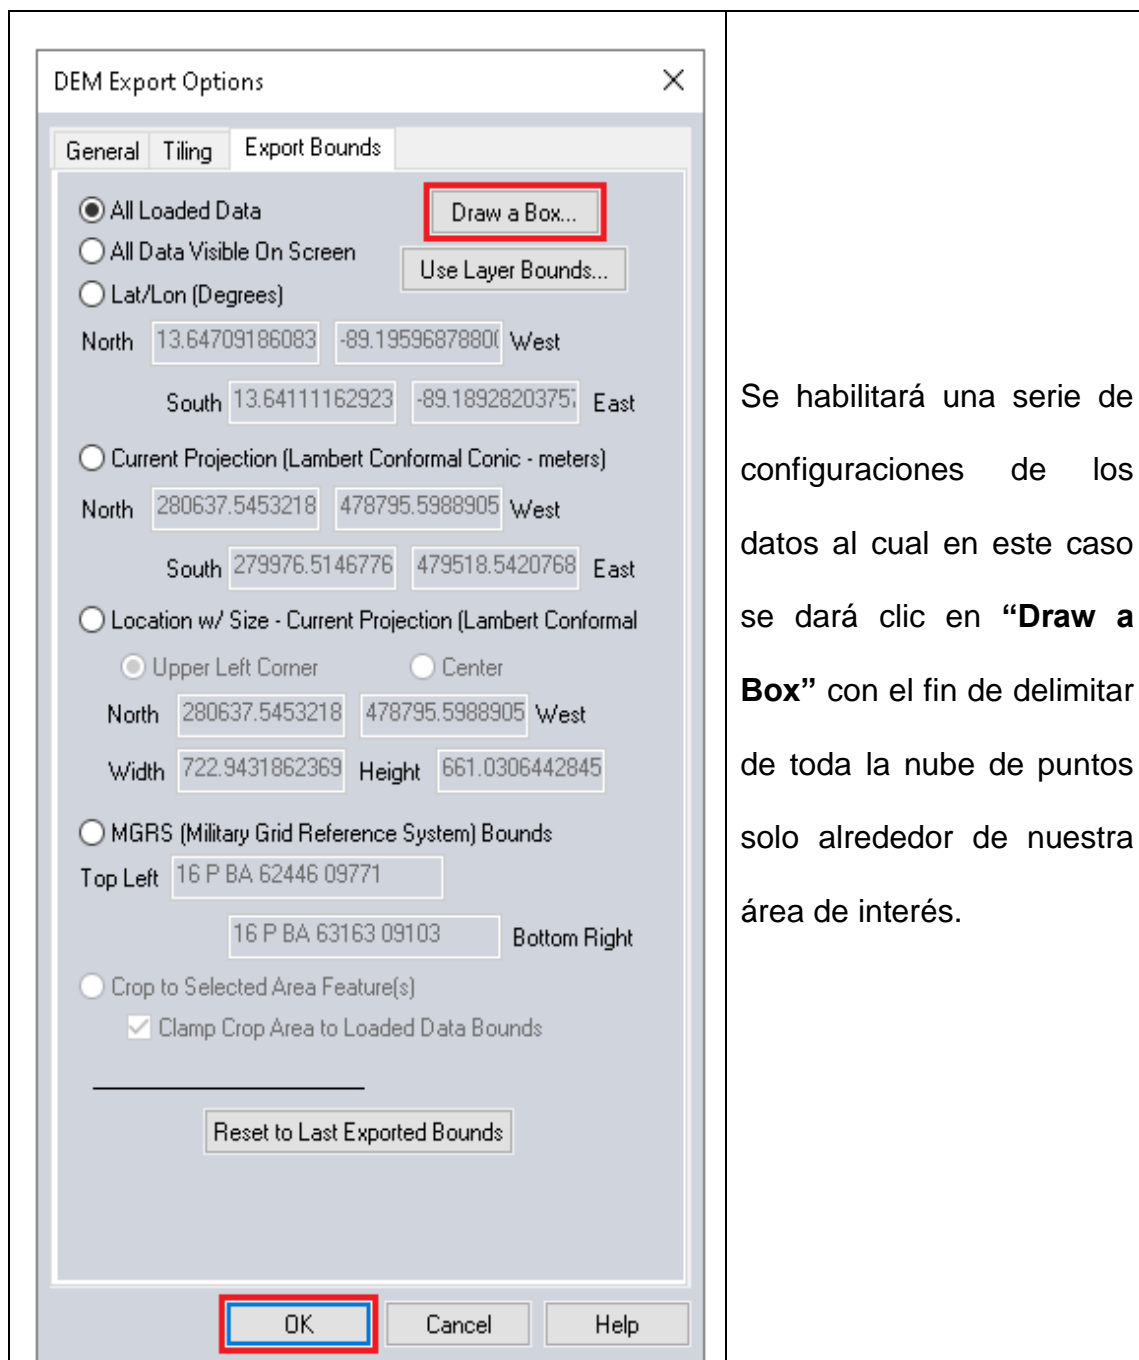 DEM Export Options
General Tiling Export Bounds
All Loaded Data Draw a Box...
All Data Visible On Screen
Use Layer Bounds...
Lat/Lon (Degrees)
North 13.64709186083 -89.1959687880 West
South 13.64111162923 -89.1892820375 East
Current Projection (Lambert Conformal Conic - meters)
North 280637.5453218 478795.5988905 West
South 279976.5146776 479518.5420768 East
Location w/ Size - Current Projection (Lambert Conformal
Upper Left Corner Center
North 280637.5453218 478795.5988905 West
Width 722.9431862369 Height 661.0306442845
MGRS (Military Grid Reference System) Bounds
Top Left 16 P BA 62446 09771
16 P BA 63163 09103 Bottom Right
Crop to Selected Area Feature(s)
Clamp Crop Area to Loaded Data Bounds
Reset to Last Exported Bounds
OK Cancel Help
Se habilitará una serie de
configuraciones de los
datos al cual en este caso
se dará clic en “Draw a
Box” con el fin de delimitar
de toda la nube de puntos
solo alrededor de nuestra
área de interés.